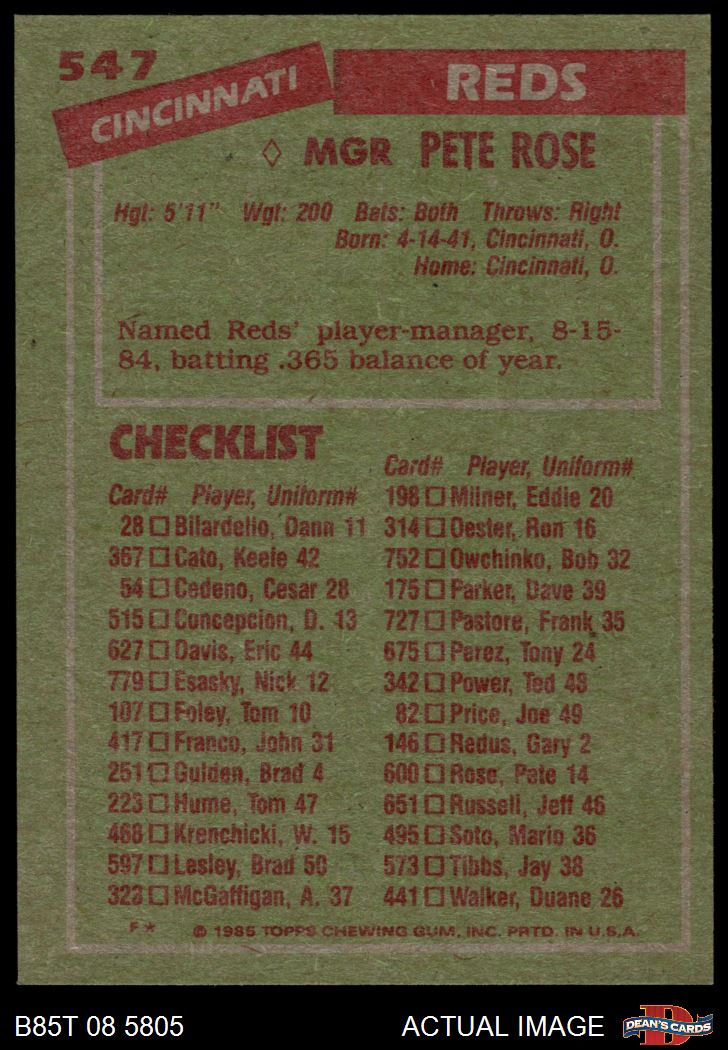 547
CINCINNATI
REDS
◇ MGR PETE ROSE
Hgt: 5'11" Wgt: 200 Bats: Both Throws: Right
Born: 4-14-41, Cincinnati, O.
Home: Cincinnati, O.
Named Reds' player-manager, 8-15-
84, batting .365 balance of year.
CHECKLIST
Card# Player, Uniform#
28 □ Bilardello, Dann 11
367 □ Cato, Keefe 42
54 □ Cedeno, Cesar 28
515 □ Concepcion, D. 13
627 □ Davis, Eric 44
779 □ Esasky, Nick 12
107 □ Foley, Tom 10
417 □ Franco, John 31
251 □ Gulden, Brad 4
223 □ Hume, Tom 47
468 □ Krenchicki, W. 15
597 □ Lesley, Brad 50
323 □ McGaffigan, A. 37
Card# Player, Uniform#
198 □ Milner, Eddie 20
314 □ Oester, Ron 16
752 □ Owchinko, Bob 32
175 □ Parker, Dave 39
727 □ Pastore, Frank 35
675 □ Perez, Tony 24
342 □ Power, Ted 48
82 □ Price, Joe 49
146 □ Redus, Gary 2
600 □ Rose, Pete 14
651 □ Russell, Jeff 46
495 □ Soto, Mario 36
573 □ Tibbs, Jay 38
441 □ Walker, Duane 26
F* © 1985 TOPPS CHEWING GUM, INC. PRTD. IN U.S.A.
B85T 08 5805
ACTUAL IMAGE
D
DEAN'S CARDS